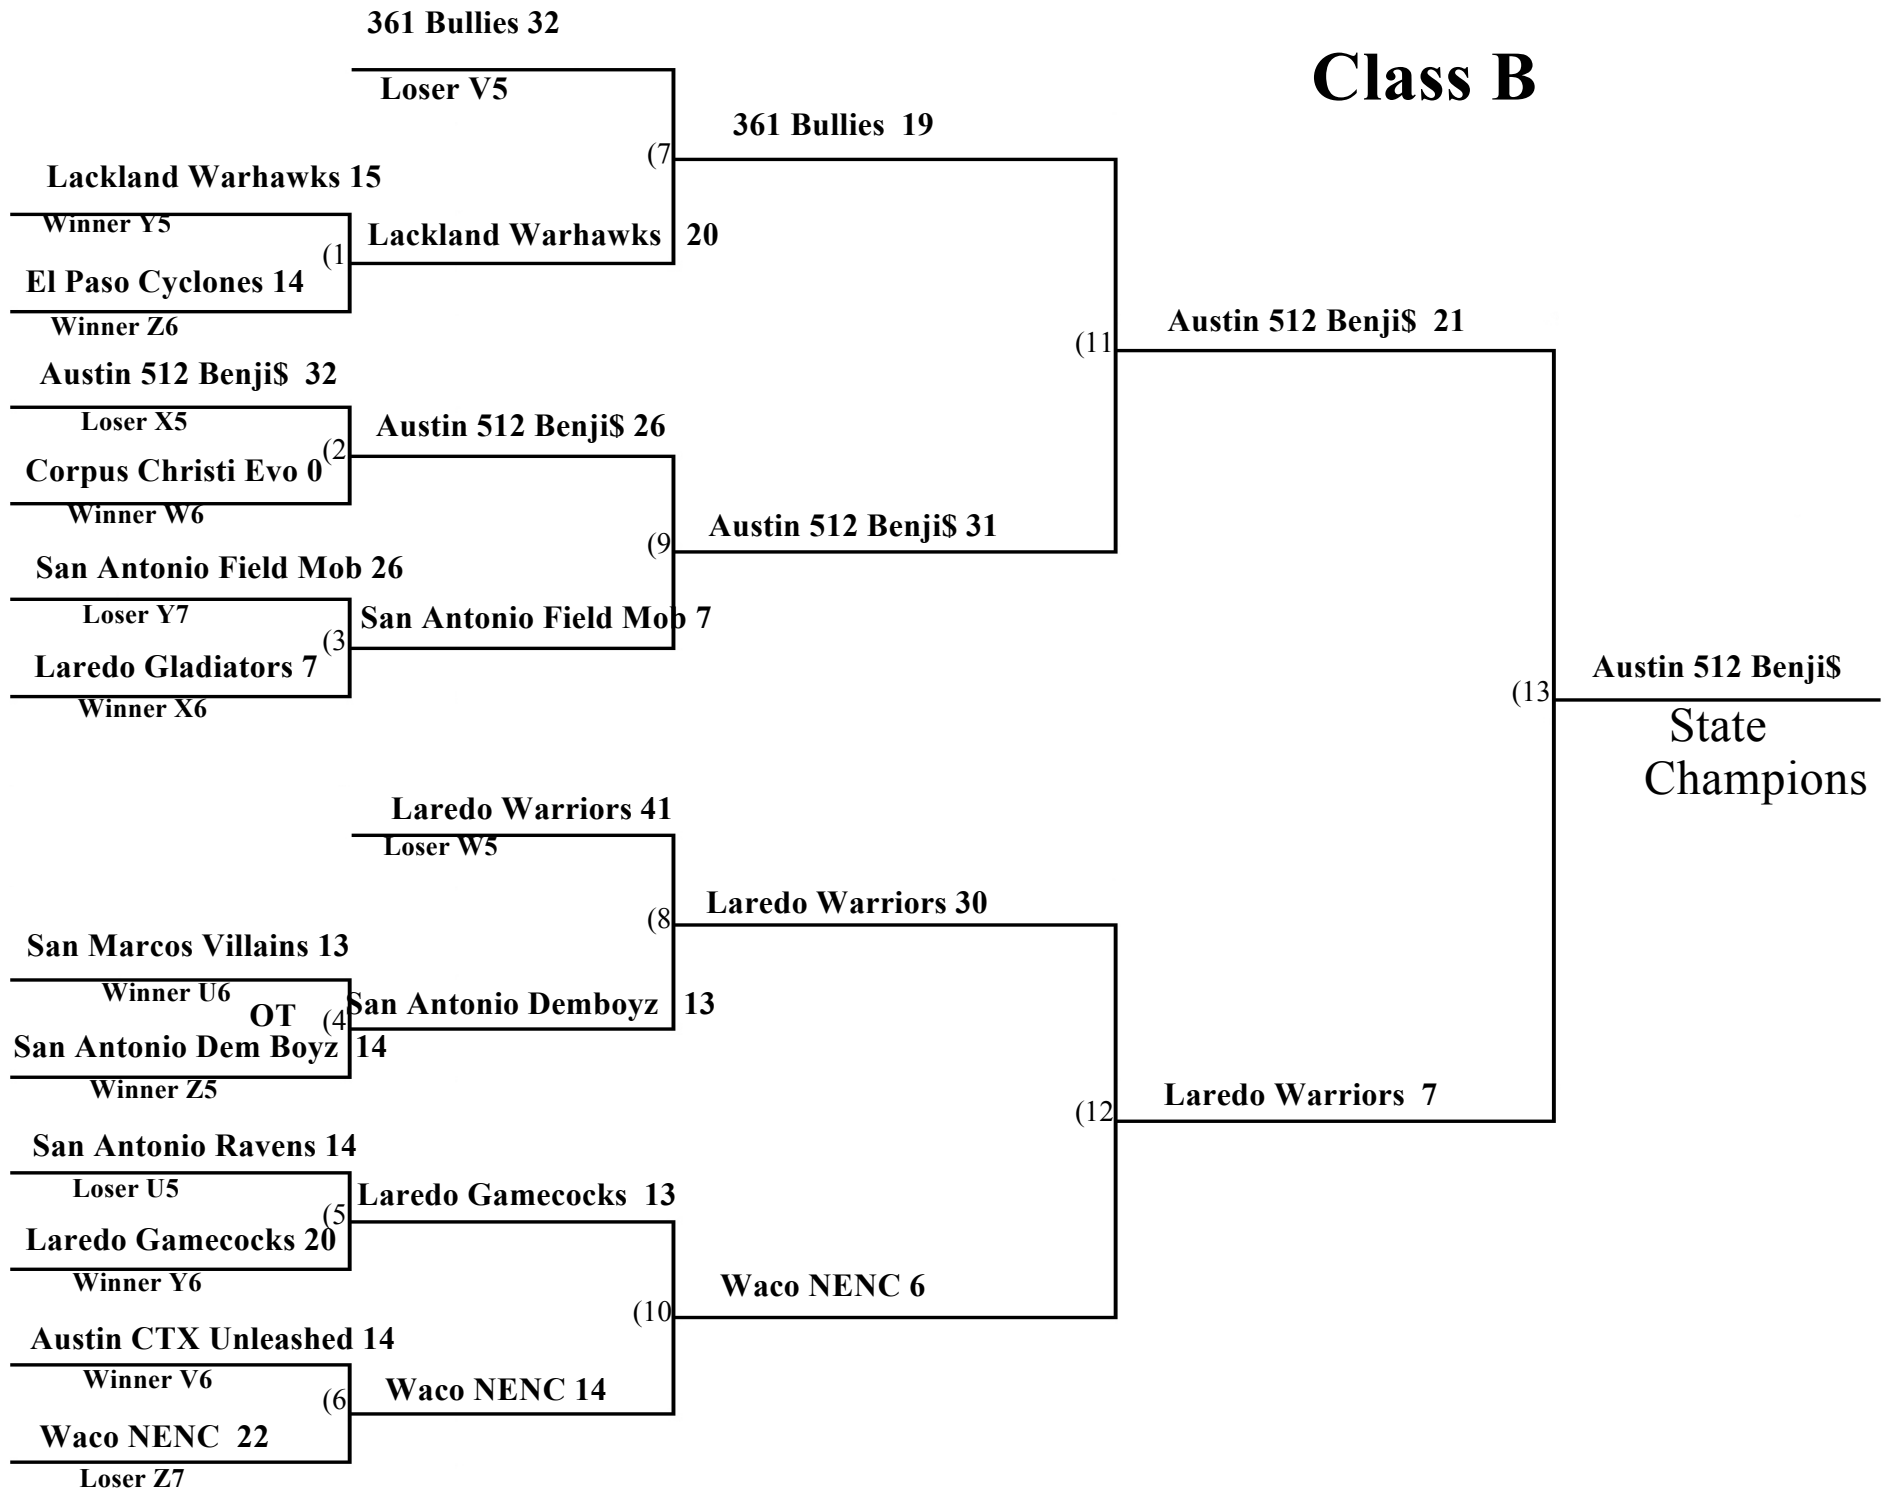 361 Bullies 32
Class B
Loser V5
361 Bullies 19
(7
Lackland Warhawks 15
Winner Y5
Lackland Warhawks 20
(1
El Paso Cyclones 14
Winner Z6
Austin 512 Benji$ 21
(11
Austin 512 Benji$ 32
Loser X5
Austin 512 Benji$ 26
(2
Corpus Christi Evo 0
Winner W6
Austin 512 Benji$ 31
(9
San Antonio Field Mob 26
Loser Y7
San Antonio Field Mob 7
(3
Laredo Gladiators 7
Winner X6
Austin 512 Benji$
(13
State
Champions
Laredo Warriors 41
Loser W5
Laredo Warriors 30
(8
San Marcos Villains 13
Winner U6
San Antonio Demboyz 13
OT
(4
San Antonio Dem Boyz 14
Winner Z5
Laredo Warriors 7
(12
San Antonio Ravens 14
Loser U5
Laredo Gamecocks 13
(5
Laredo Gamecocks 20
Winner Y6
Waco NENC 6
(10
Austin CTX Unleashed 14
Winner V6
Waco NENC 14
(6
Waco NENC 22
Loser Z7